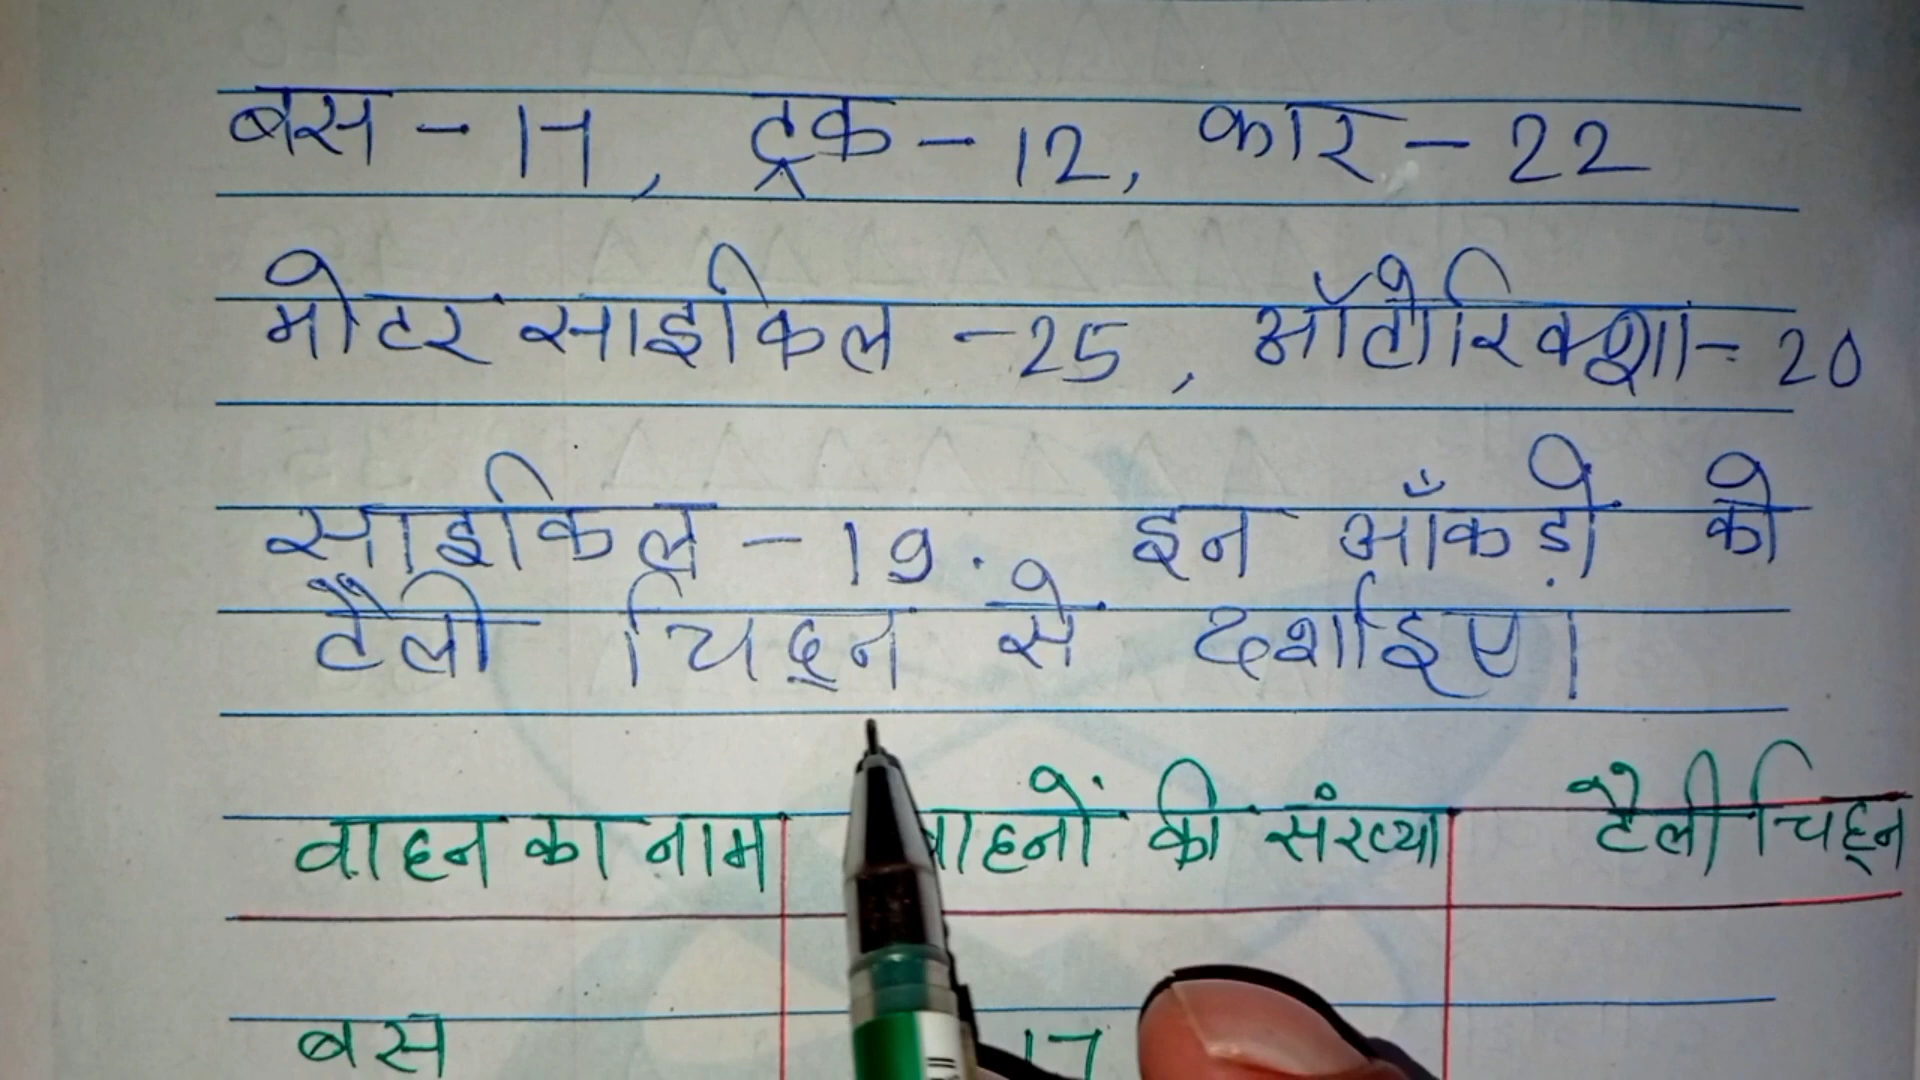 बस - 17, ट्रक - 12, कार - 22
मोटर साइकिल - 25, ऑटोरिक्शा - 20
साइकिल - 19. इन आँकड़ो को
टैली चिह्न से दर्शाइए।
वाहन का नाम वाहनों की संख्या टैली चिह्न
बस 17